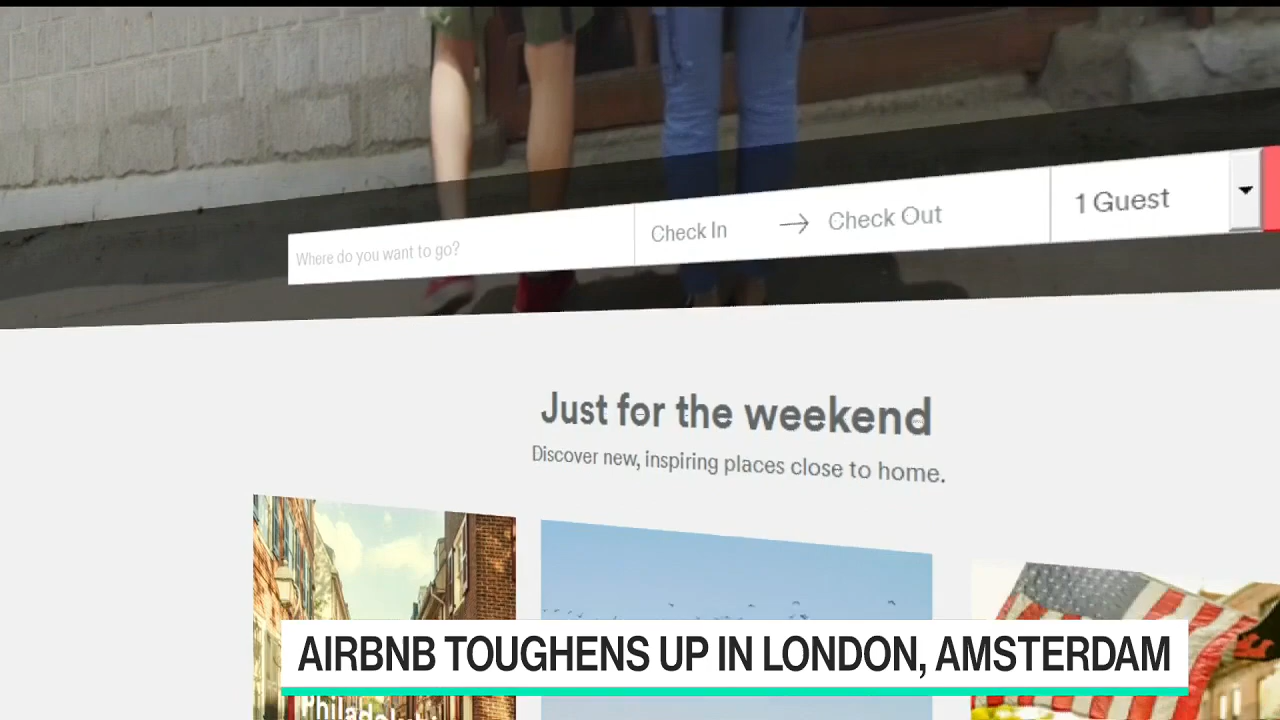 Where do you want to go?
Check In → Check Out
1 Guest
Just for the weekend
Discover new, inspiring places close to home.
AIRBNB TOUGHENS UP IN LONDON, AMSTERDAM